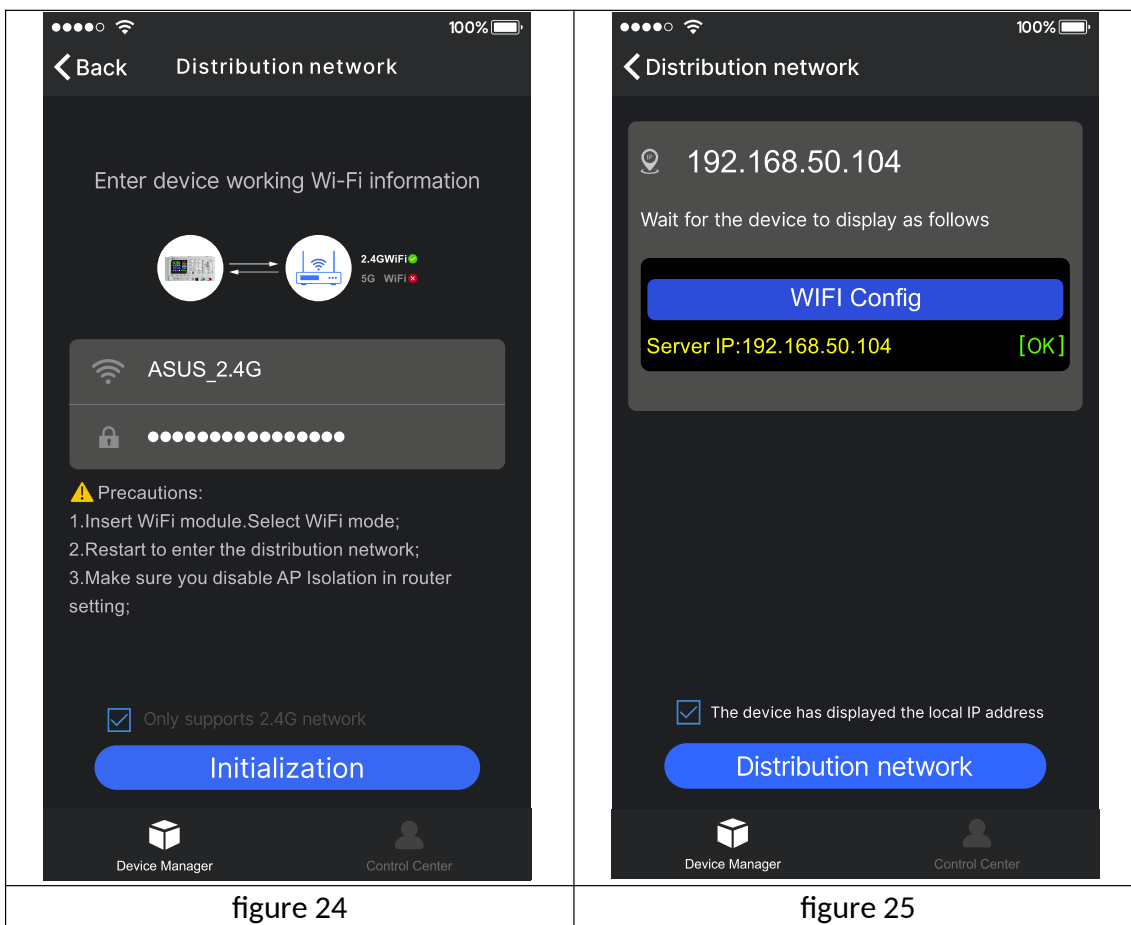 100%
Back Distribution network
Enter device working Wi-Fi information
2.4GWiFi
5G WiFi
ASUS_2.4G
●●●●●●●●●●●●●●●●
Precautions:
1.Insert WiFi module.Select WiFi mode;
2.Restart to enter the distribution network;
3.Make sure you disable AP Isolation in router
setting;
Only supports 2.4G network
Initialization
Device Manager Control Center
figure 24
100%
Distribution network
IP
192.168.50.104
Wait for the device to display as follows
WIFI Config
Server IP:192.168.50.104 [OK]
The device has displayed the local IP address
Distribution network
Device Manager Control Center
figure 25